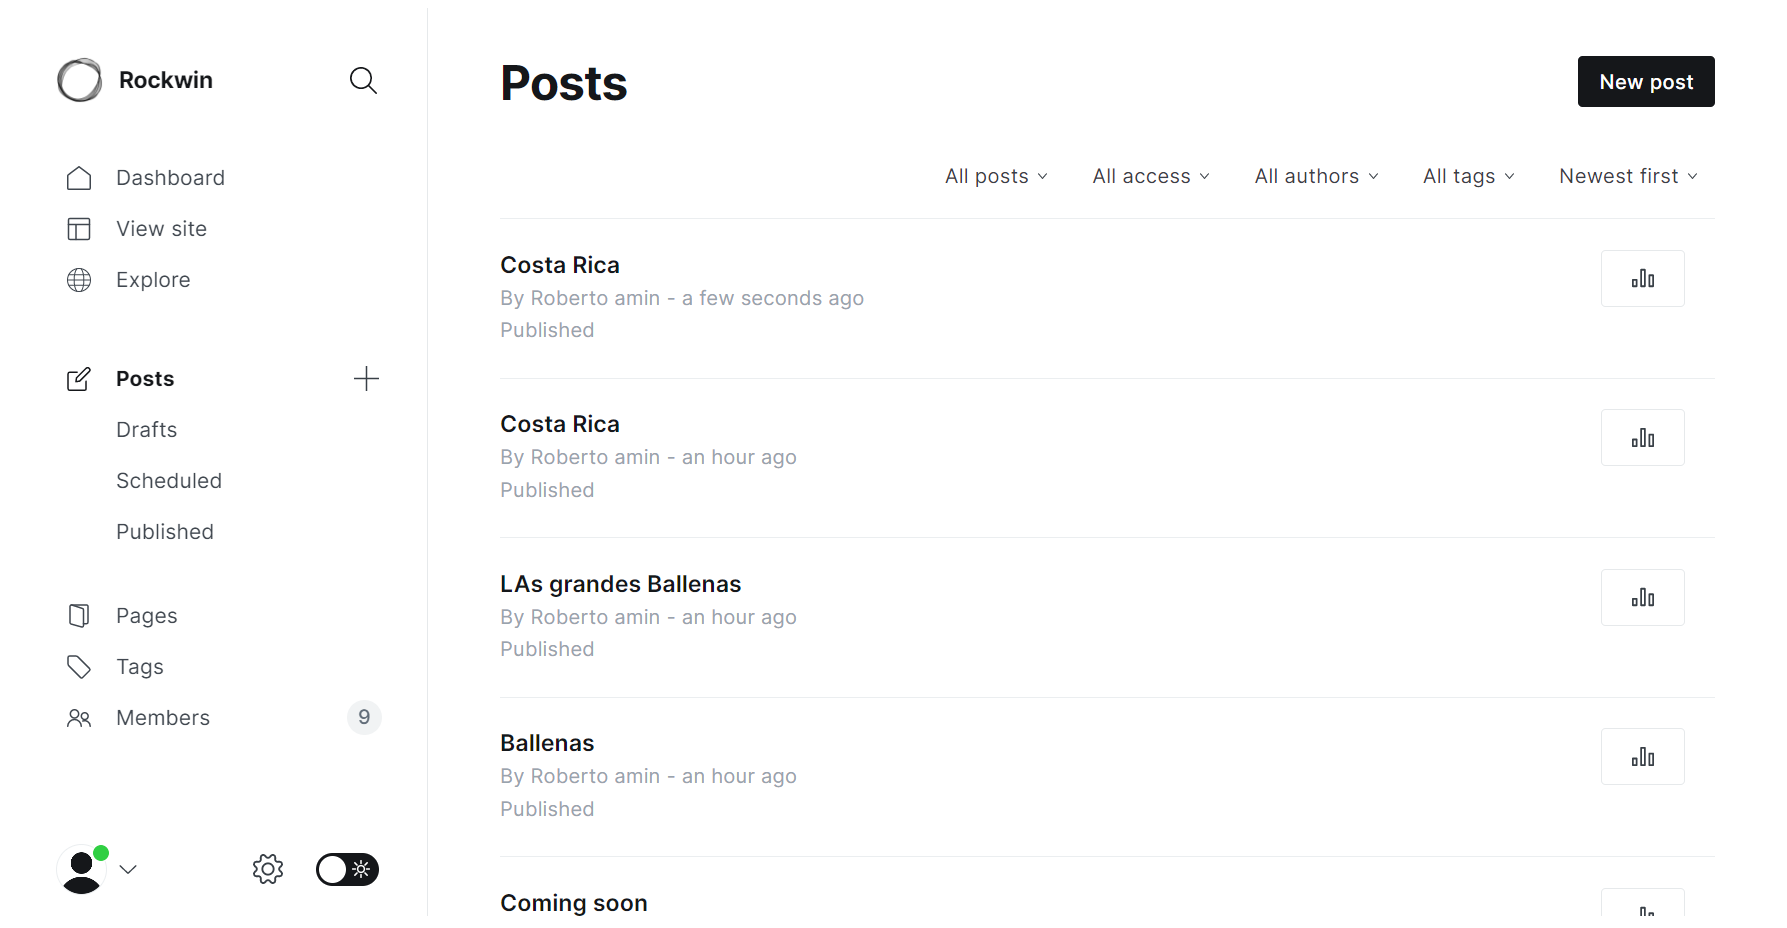 Rockwin
Dashboard
View site
Explore
Posts
Drafts
Scheduled
Published
Pages
Tags
Members
9
Posts
New post
All posts
All access
All authors
All tags
Newest first
Costa Rica
By Roberto amin - a few seconds ago
Published
Costa Rica
By Roberto amin - an hour ago
Published
LAs grandes Ballenas
By Roberto amin - an hour ago
Published
Ballenas
By Roberto amin - an hour ago
Published
Coming soon